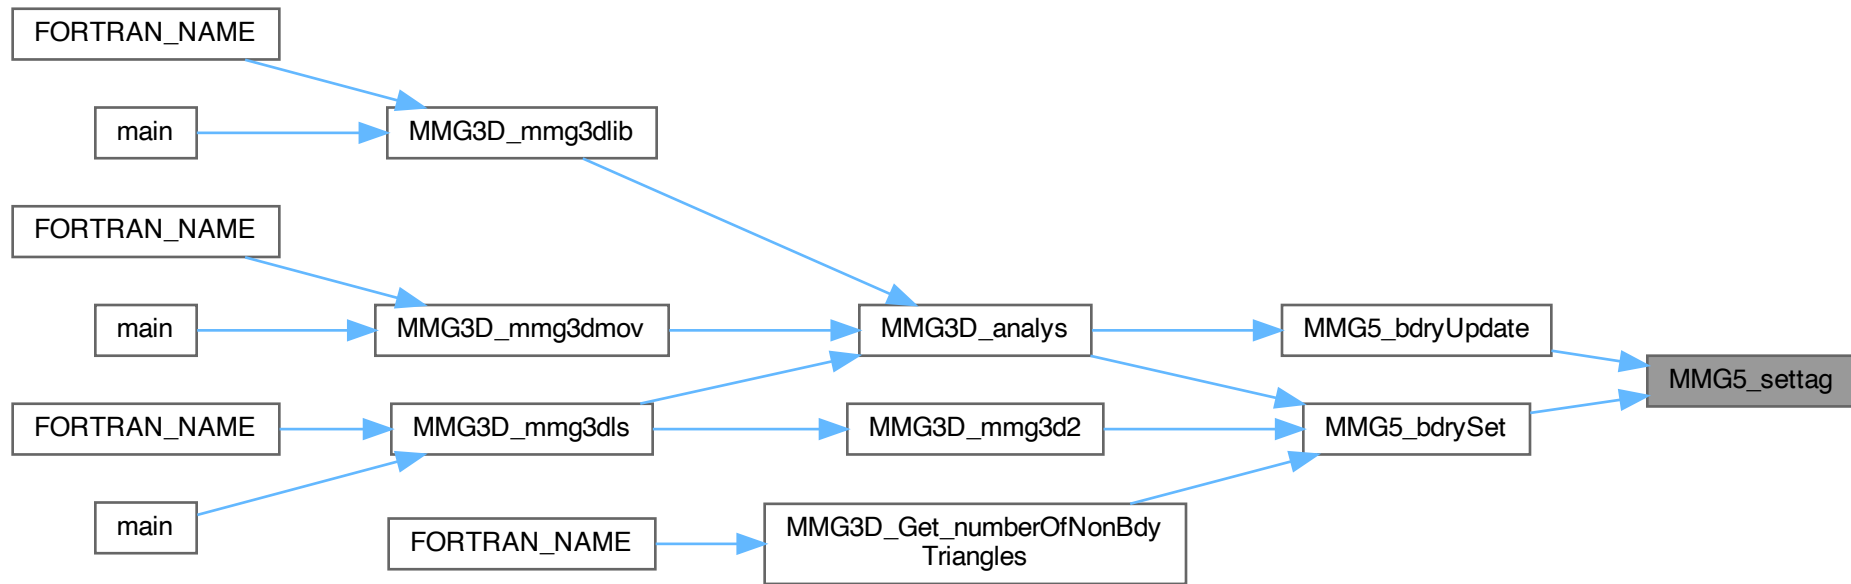 FORTRAN_NAME
main
MMG3D_mmg3dlib
FORTRAN_NAME
main
MMG3D_mmg3dmov
MMG3D_analys
MMG5_bdryUpdate
MMG5_settag
FORTRAN_NAME
MMG3D_mmg3dls
MMG3D_mmg3d2
MMG5_bdrySet
main
FORTRAN_NAME
MMG3D_Get_numberOfNonBdy
Triangles